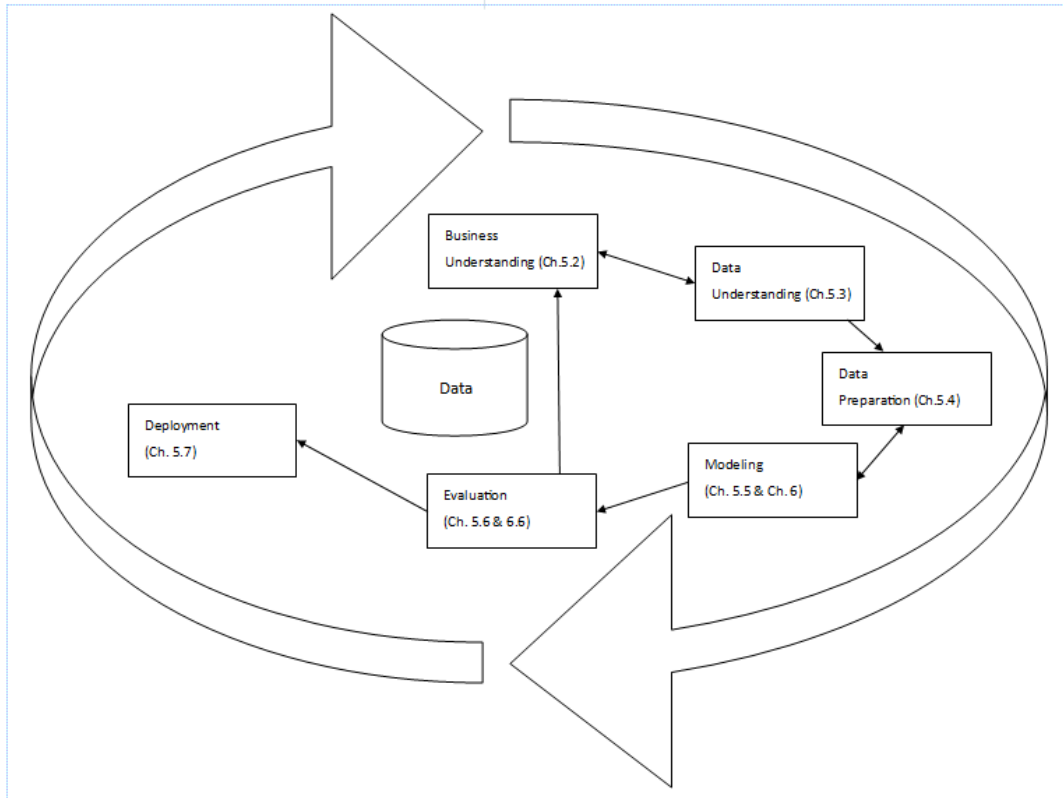 Business
Understanding (Ch.5.2)
Data
Understanding (Ch.5.3)
Data
Preparation (Ch.5.4)
Data
Deployment
(Ch. 5.7)
Modeling
(Ch. 5.5 & Ch. 6)
Evaluation
(Ch. 5.6 & 6.6)